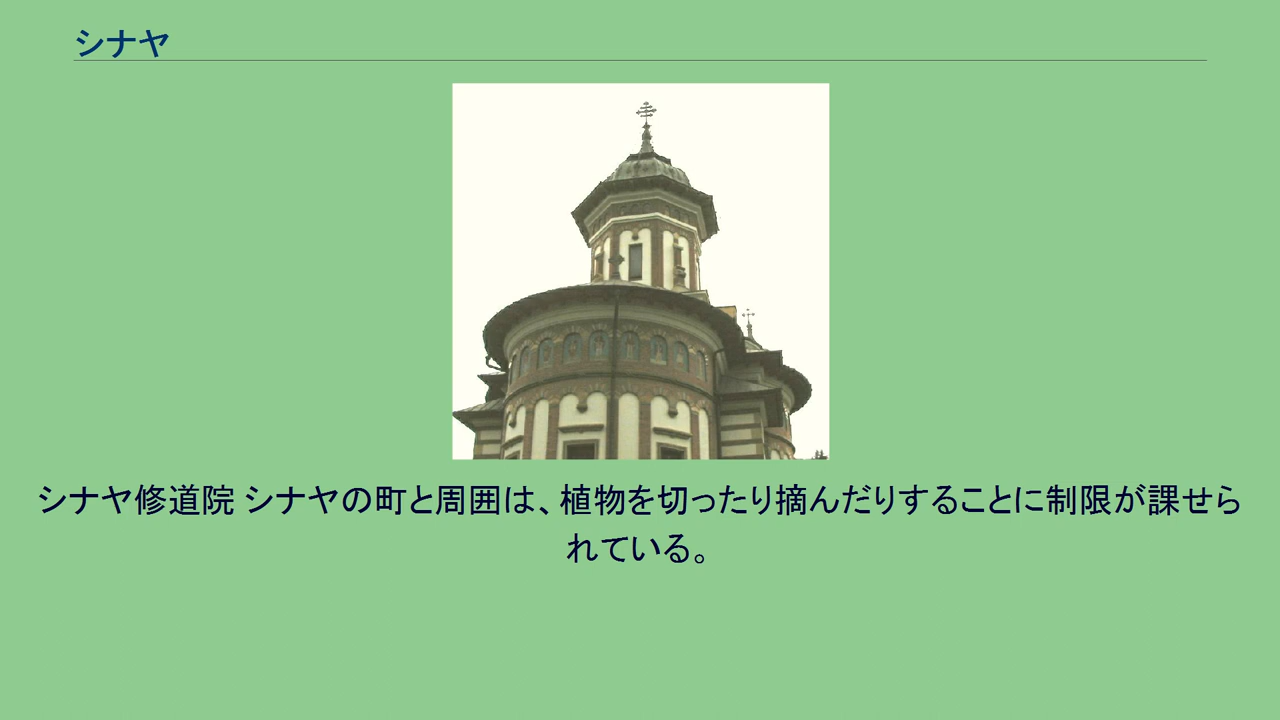 シナヤ
シナヤ修道院 シナヤの町と周囲は、植物を切ったり摘んだりすることに制限が課せら
れている。